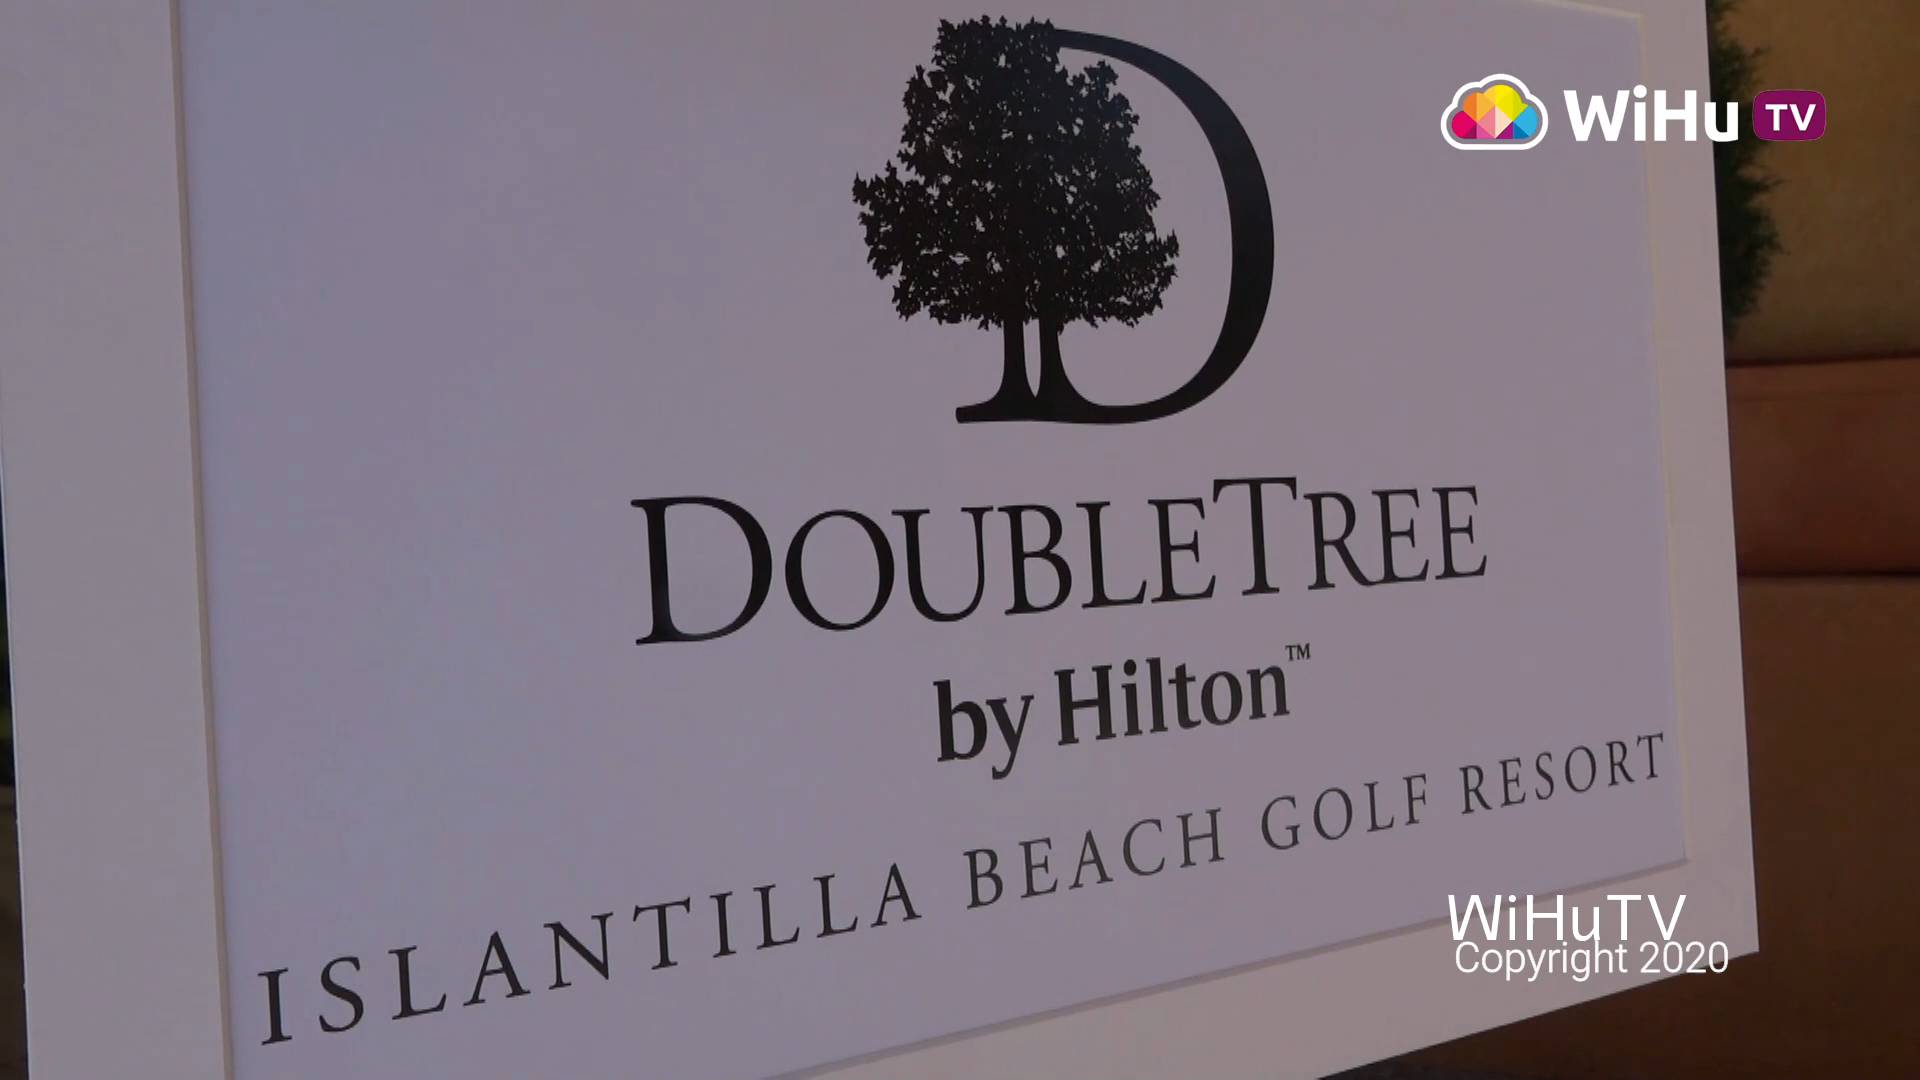 WiHu TV
D
DOUBLETREE
by Hilton™
ISLANTILLA BEACH GOLF RESORT
WiHuTV
Copyright 2020